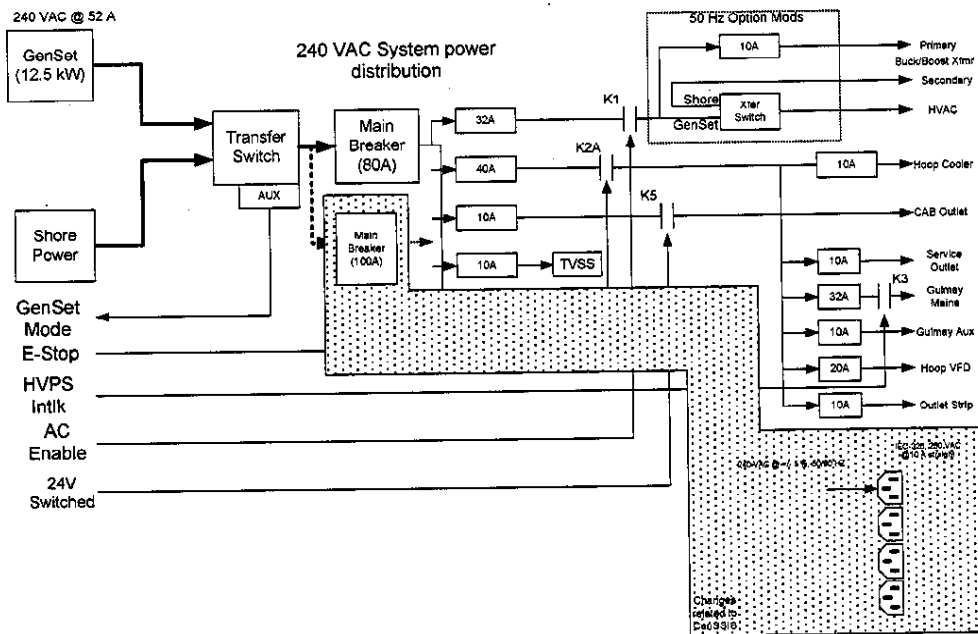 240 VAC @ 52 A
GenSet
(12.5 kW)
240 VAC System power
distribution
50 Hz Option Mods
10A
Primary
Buck/Boost Xfmr
Secondary
Shore
GenSet
Xfer
Switch
HVAC
K1
32A
Transfer
Switch
AUX
Main
Breaker
(80A)
K2A
40A
10A
Hoop Cooler
K5
10A
CAB Outlet
Shore
Power
Main
Breaker
(100A)
10A
TVSS
10A
Service
Outlet
K3
32A
Gulmay
Mains
10A
Gulmay Aux
20A
Hoop VFD
10A
Outlet Strip
GenSet
Mode
E-Stop
HVPS
Intlk
AC
Enable
24V
Switched
Changes
related to